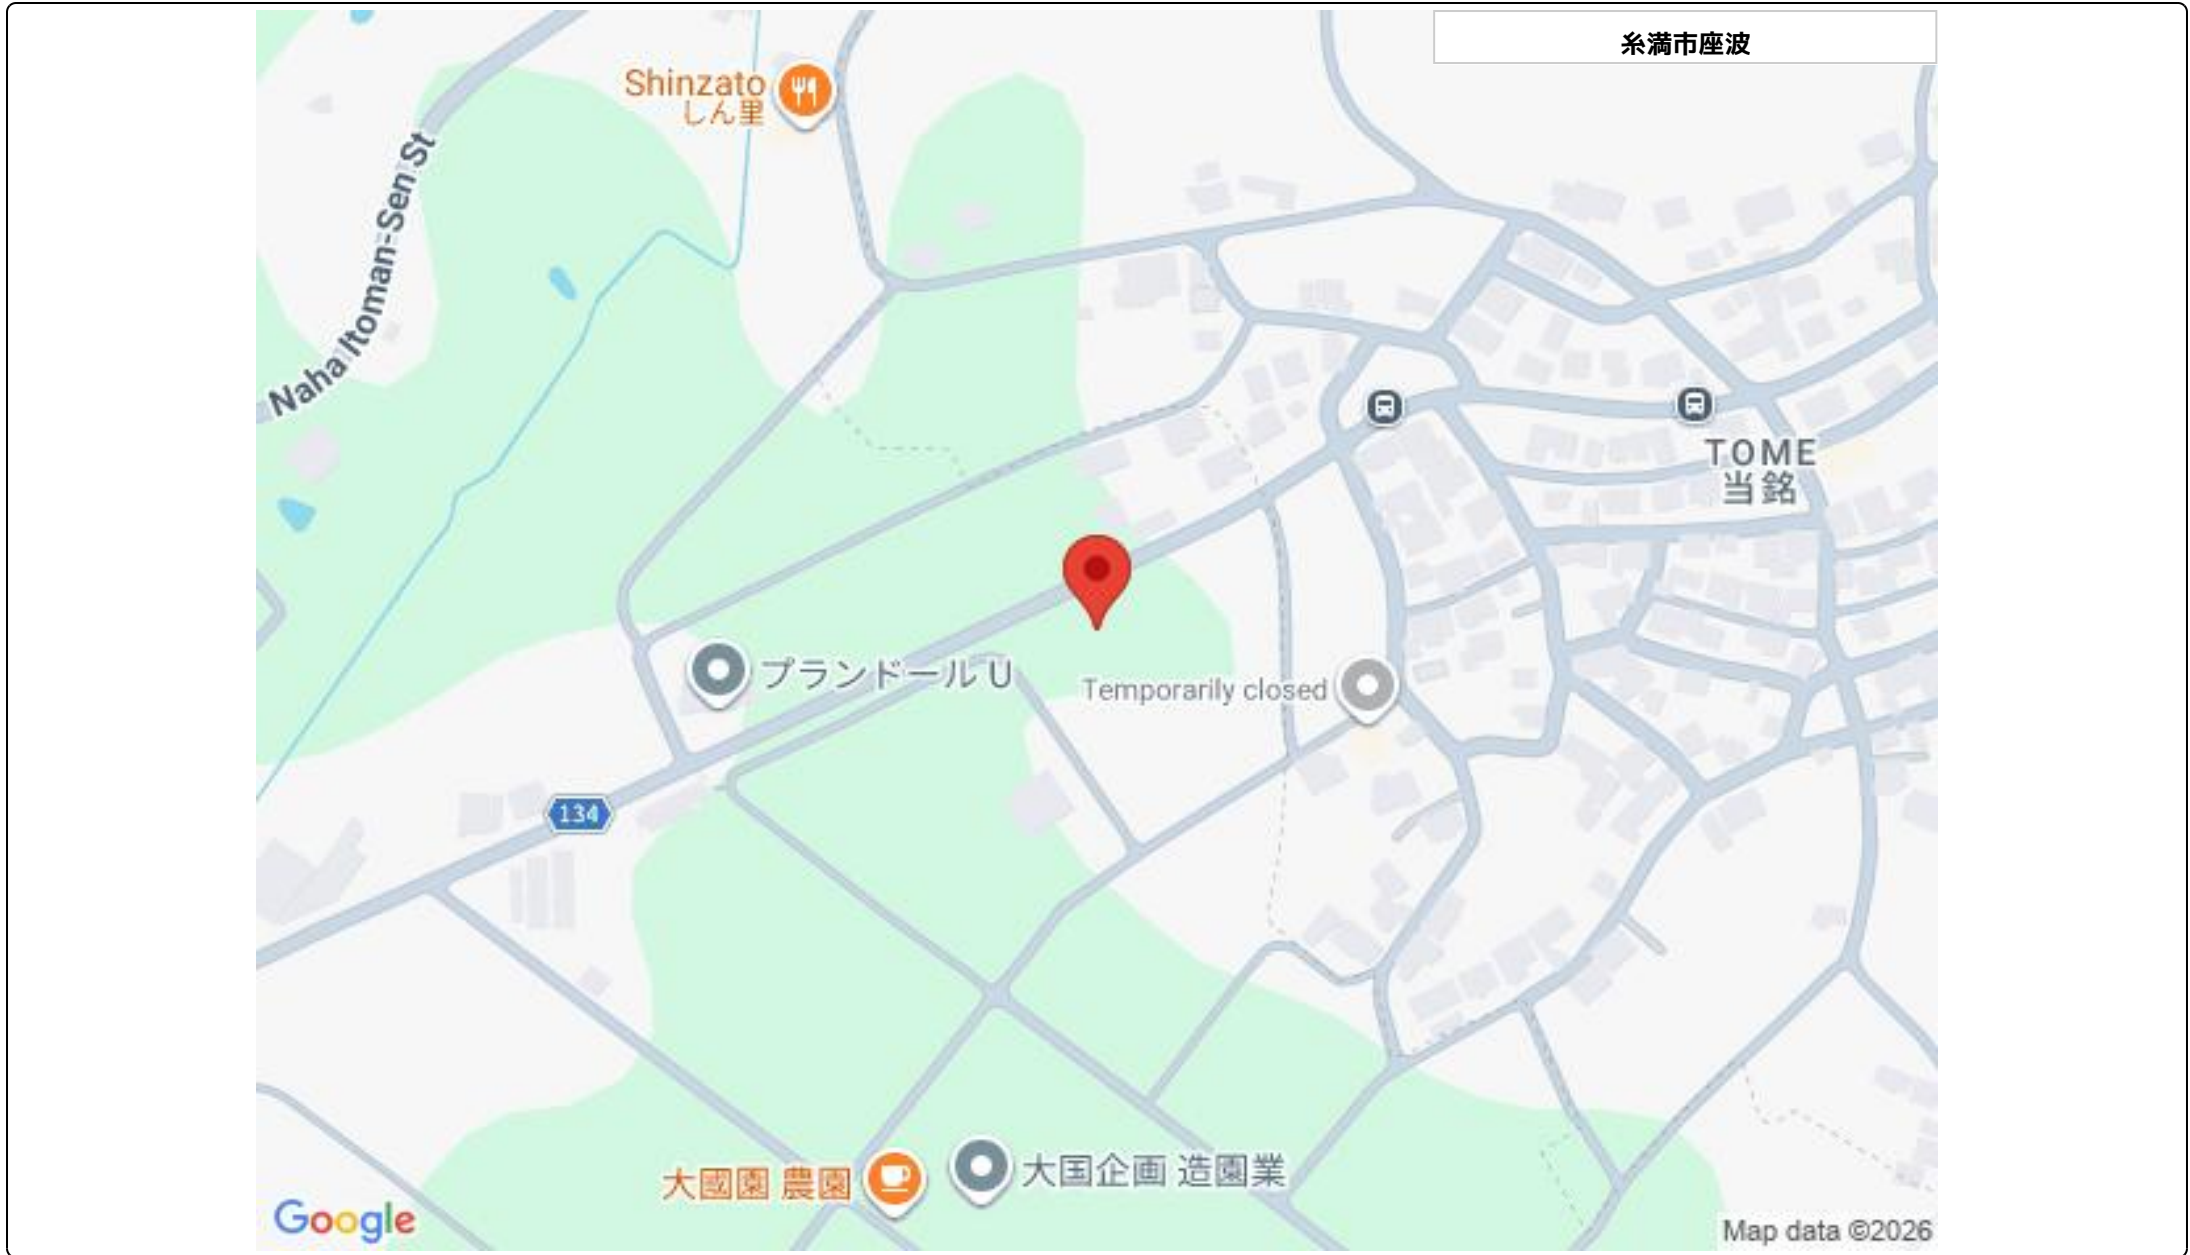 糸満市座波
Shinzato
しん里
Naha Itoman-Sen St
TOME
当銘
プランドールU
Temporarily closed
134
大國園 農園
大国企画 造園業
Google
Map data ©2026